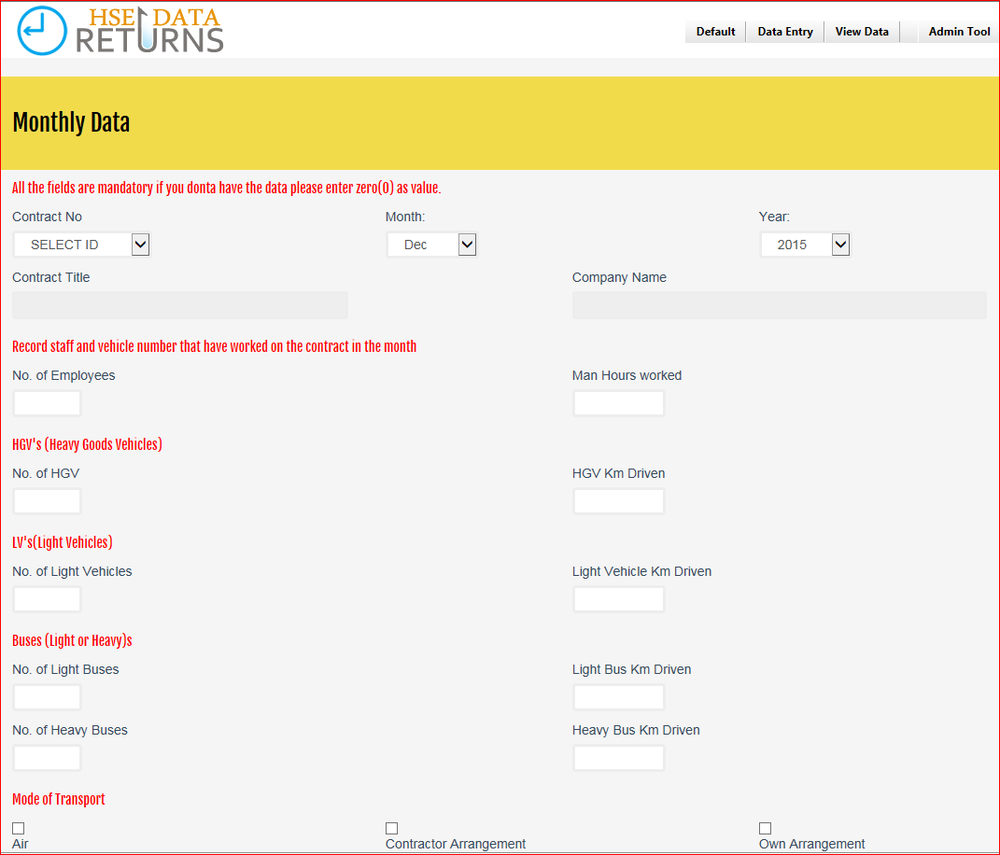 HSE DATA
RETURNS
Default Data Entry View Data Admin Tool
Monthly Data
All the fields are mandatory if you donta have the data please enter zero(0) as value.
Contract No Month: Year:
SELECT ID Dec 2015
Contract Title Company Name
Record staff and vehicle number that have worked on the contract in the month
No. of Employees Man Hours worked
HGV's (Heavy Goods Vehicles)
No. of HGV HGV Km Driven
LV's(Light Vehicles)
No. of Light Vehicles Light Vehicle Km Driven
Buses (Light or Heavy)s
No. of Light Buses Light Bus Km Driven
No. of Heavy Buses Heavy Bus Km Driven
Mode of Transport
Air Contractor Arrangement Own Arrangement